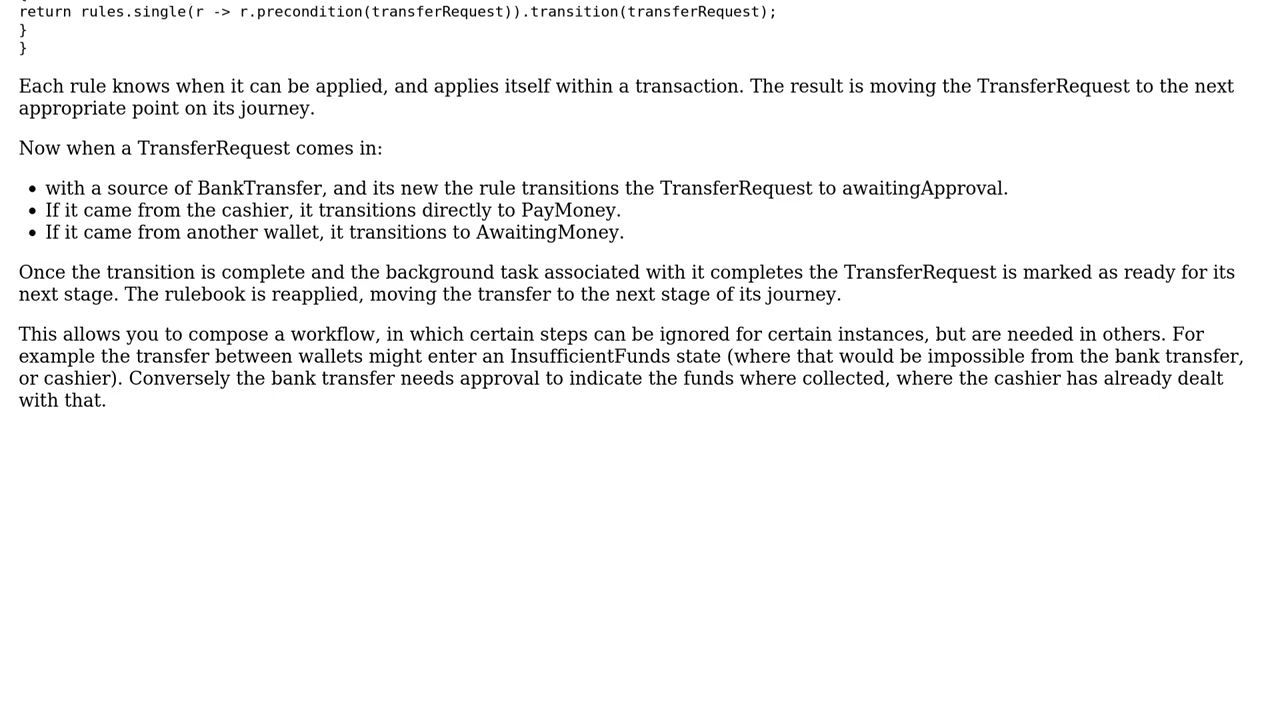 return rules.single(r -> r.precondition(transferRequest)).transition(transferRequest);
}
}
Each rule knows when it can be applied, and applies itself within a transaction. The result is moving the TransferRequest to the next
appropriate point on its journey.
Now when a TransferRequest comes in:
• with a source of BankTransfer, and its new the rule transitions the TransferRequest to awaitingApproval.
• If it came from the cashier, it transitions directly to PayMoney.
• If it came from another wallet, it transitions to AwaitingMoney.
Once the transition is complete and the background task associated with it completes the TransferRequest is marked as ready for its
next stage. The rulebook is reapplied, moving the transfer to the next stage of its journey.
This allows you to compose a workflow, in which certain steps can be ignored for certain instances, but are needed in others. For
example the transfer between wallets might enter an InsufficientFunds state (where that would be impossible from the bank transfer,
or cashier). Conversely the bank transfer needs approval to indicate the funds where collected, where the cashier has already dealt
with that.